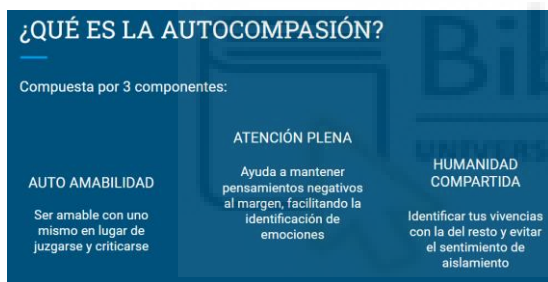 ¿QUÉ ES LA AUTOCOMPASIÓN?
Compuesta por 3 componentes:
AUTO AMABILIDAD
Ser amable con uno
mismo en lugar de
juzgarse y criticarse
ATENCIÓN PLENA
Ayuda a mantener
pensamientos negativos
al margen, facilitando la
identificación de
emociones
HUMANIDAD
COMPARTIDA
Identificar tus vivencias
con la del resto y evitar
el sentimiento de
aislamiento
Bib
UNIVERS